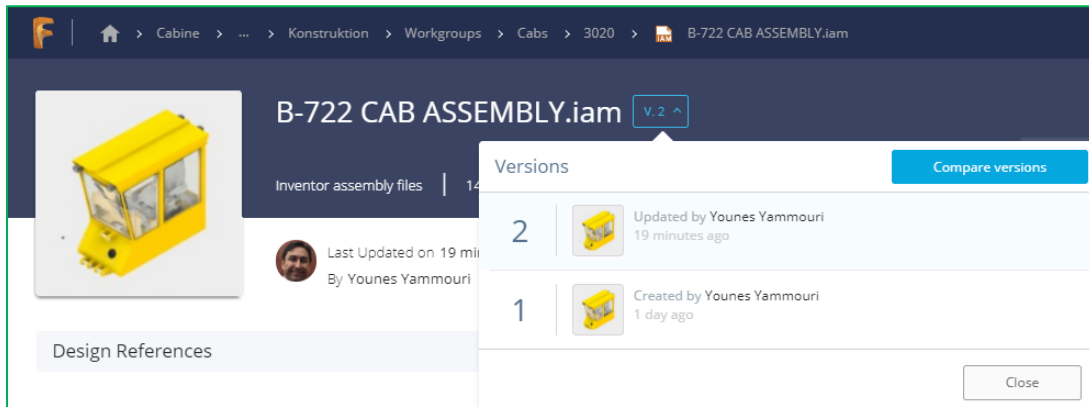 F
Cabine > ... > Konstruktion > Workgroups > Cabs > 3020 > IAM B-722 CAB ASSEMBLY.iam
B-722 CAB ASSEMBLY.iam V. 2
Inventor assembly files | 14
Last Updated on 19 mi
By Younes Yammouri
Design References
Versions
Compare versions
2
Updated by Younes Yammouri
19 minutes ago
1
Created by Younes Yammouri
1 day ago
Close